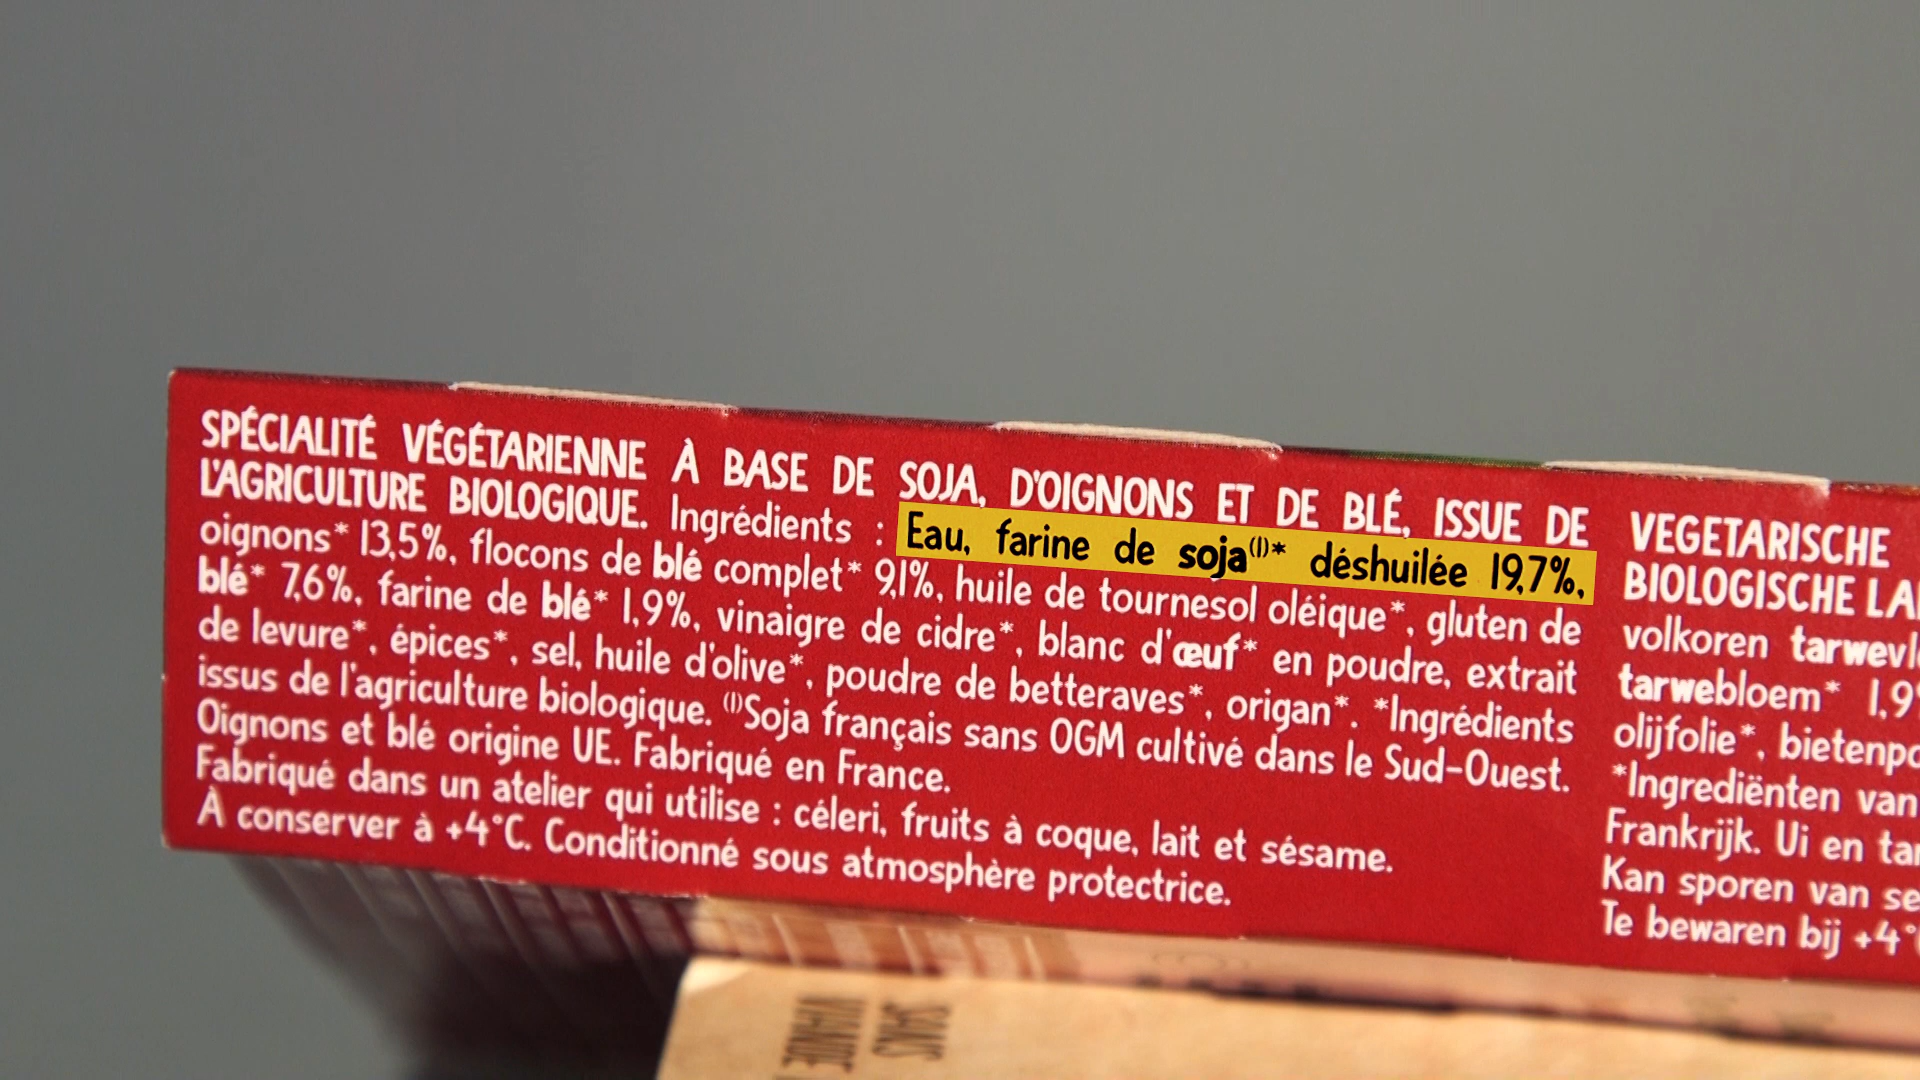 SPÉCIALITÉ VÉGÉTARIENNE À BASE DE SOJA, D'OIGNONS ET DE BLÉ, ISSUE DE
L'AGRICULTURE BIOLOGIQUE. Ingrédients : Eau, farine de soja⁽¹⁾* déshuilée 19,7%,
oignons* 13,5%, flocons de blé complet* 9,1%, huile de tournesol oléique*, gluten de
blé* 7,6%, farine de blé* 1,9%, vinaigre de cidre*, blanc d'œuf* en poudre, extrait
de levure*, épices*, sel, huile d'olive*, poudre de betteraves*, origan*. *Ingrédients
issus de l'agriculture biologique. ⁽¹⁾Soja français sans OGM cultivé dans le Sud-Ouest.
Oignons et blé origine UE. Fabriqué en France.
Fabriqué dans un atelier qui utilise : céleri, fruits à coque, lait et sésame.
À conserver à +4°C. Conditionné sous atmosphère protectrice.
VEGETARISCHE
BIOLOGISCHE
volkoren
tarwebloem* 1,9
olijfolie*,
*Ingrediënten van
Frankrijk. Ui en
Kan sporen van
Te bewaren bij +4°
SANS
VIANDE